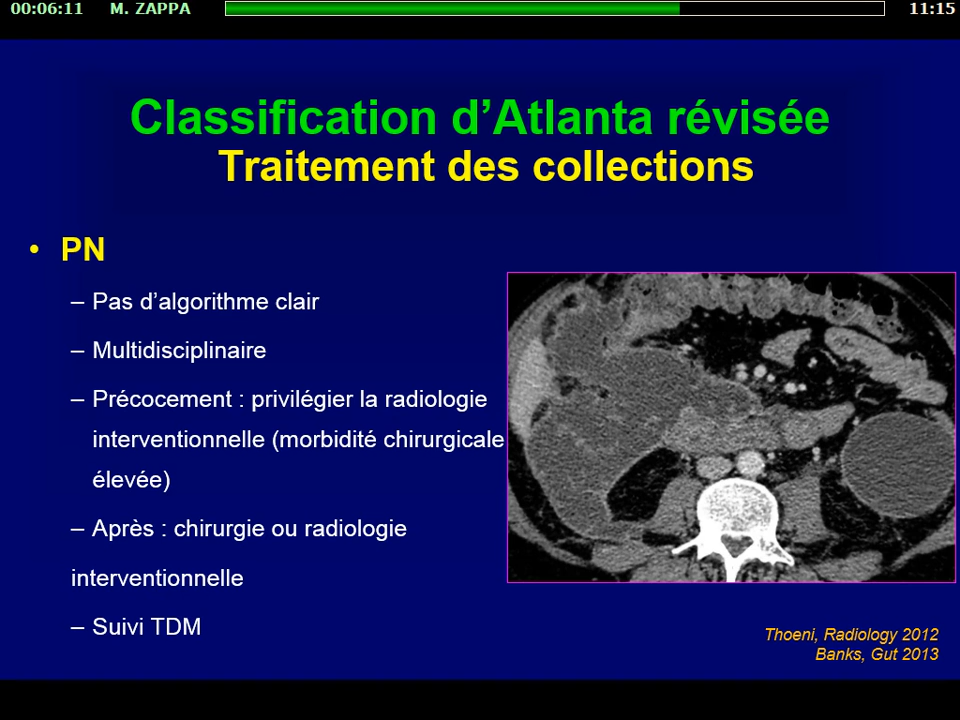 00:06:11 M. ZAPPA 11:15
Classification d’Atlanta révisée
Traitement des collections
• PN
– Pas d’algorithme clair
– Multidisciplinaire
– Précocement : privilégier la radiologie
interventionnelle (morbidité chirurgicale
élevée)
– Après : chirurgie ou radiologie
interventionnelle
– Suivi TDM
Thoeni, Radiology 2012
Banks, Gut 2013